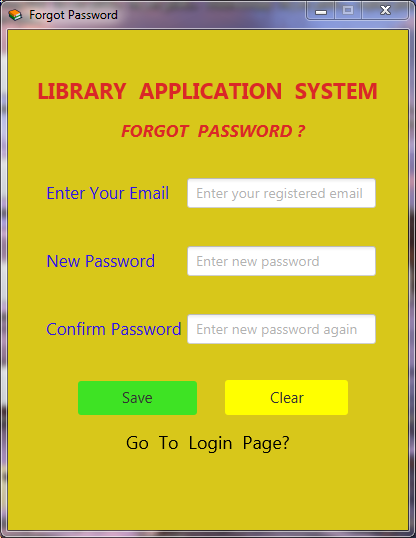 Forgot Password
LIBRARY APPLICATION SYSTEM
FORGOT PASSWORD ?
Enter Your Email
Enter your registered email
New Password
Enter new password
Confirm Password
Enter new password again
Save
Clear
Go To Login Page?